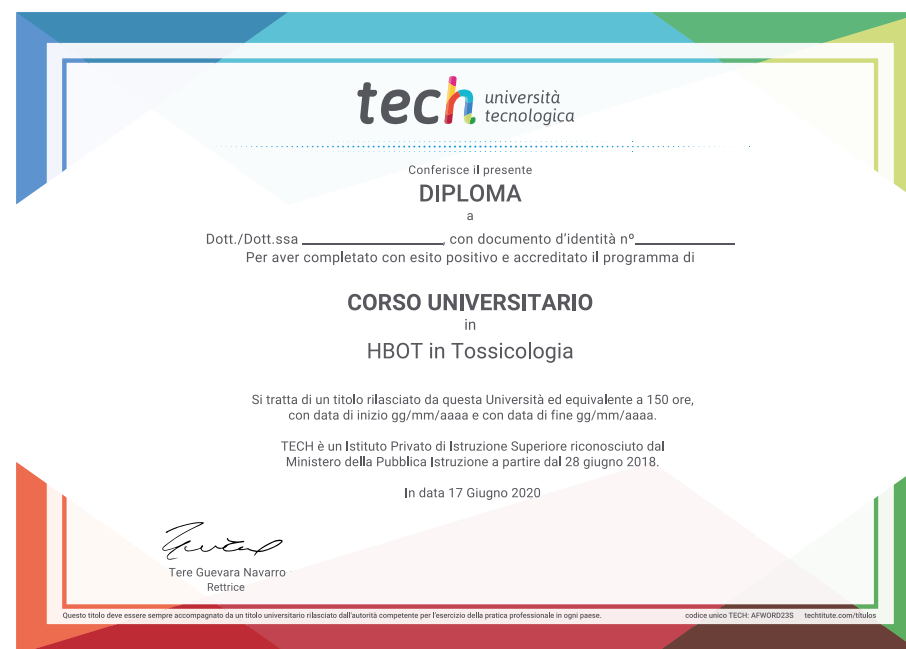 tech università
tecnologica
Conferisce il presente
DIPLOMA
a
Dott./Dott.ssa ____________________, con documento d'identità nº______________
Per aver completato con esito positivo e accreditato il programma di
CORSO UNIVERSITARIO
in
HBOT in Tossicologia
Si tratta di un titolo rilasciato da questa Università ed equivalente a 150 ore,
con data di inizio gg/mm/aaaa e con data di fine gg/mm/aaaa.
TECH è un Istituto Privato di Istruzione Superiore riconosciuto dal
Ministero della Pubblica Istruzione a partire dal 28 giugno 2018.
In data 17 Giugno 2020
Tere Guevara Navarro
Rettrice
Questo titolo deve essere sempre accompagnato da un titolo universitario rilasciato dall'autorità competente per l'esercizio della pratica professionale in ogni paese. codice unico TECH: AFWORD23S techtitute.com/titulos